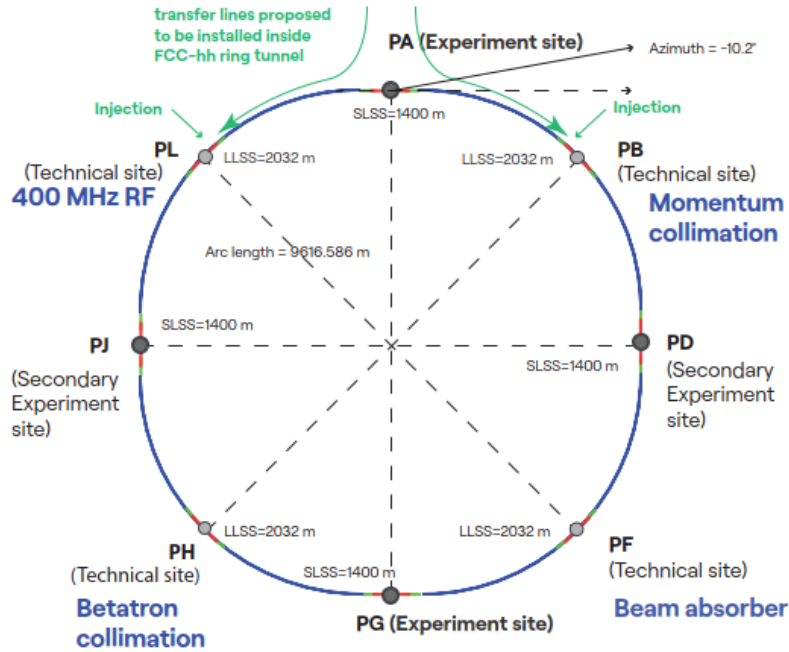 transfer lines proposed
to be installed inside
FCC-hh ring tunnel
PA (Experiment site)
Azimuth = -10.2°
SLSS=1400 m
Injection
Injection
PL
(Technical site)
400 MHz RF
LLSS=2032 m
LLSS=2032 m
PB
(Technical site)
Momentum
collimation
Arc length = 9616.586 m
PJ
(Secondary
Experiment
site)
SLSS=1400 m
SLSS=1400 m
PD
(Secondary
Experiment
site)
PH
(Technical site)
Betatron
collimation
LLSS=2032 m
LLSS=2032 m
PF
(Technical site)
Beam absorber
SLSS=1400 m
PG (Experiment site)